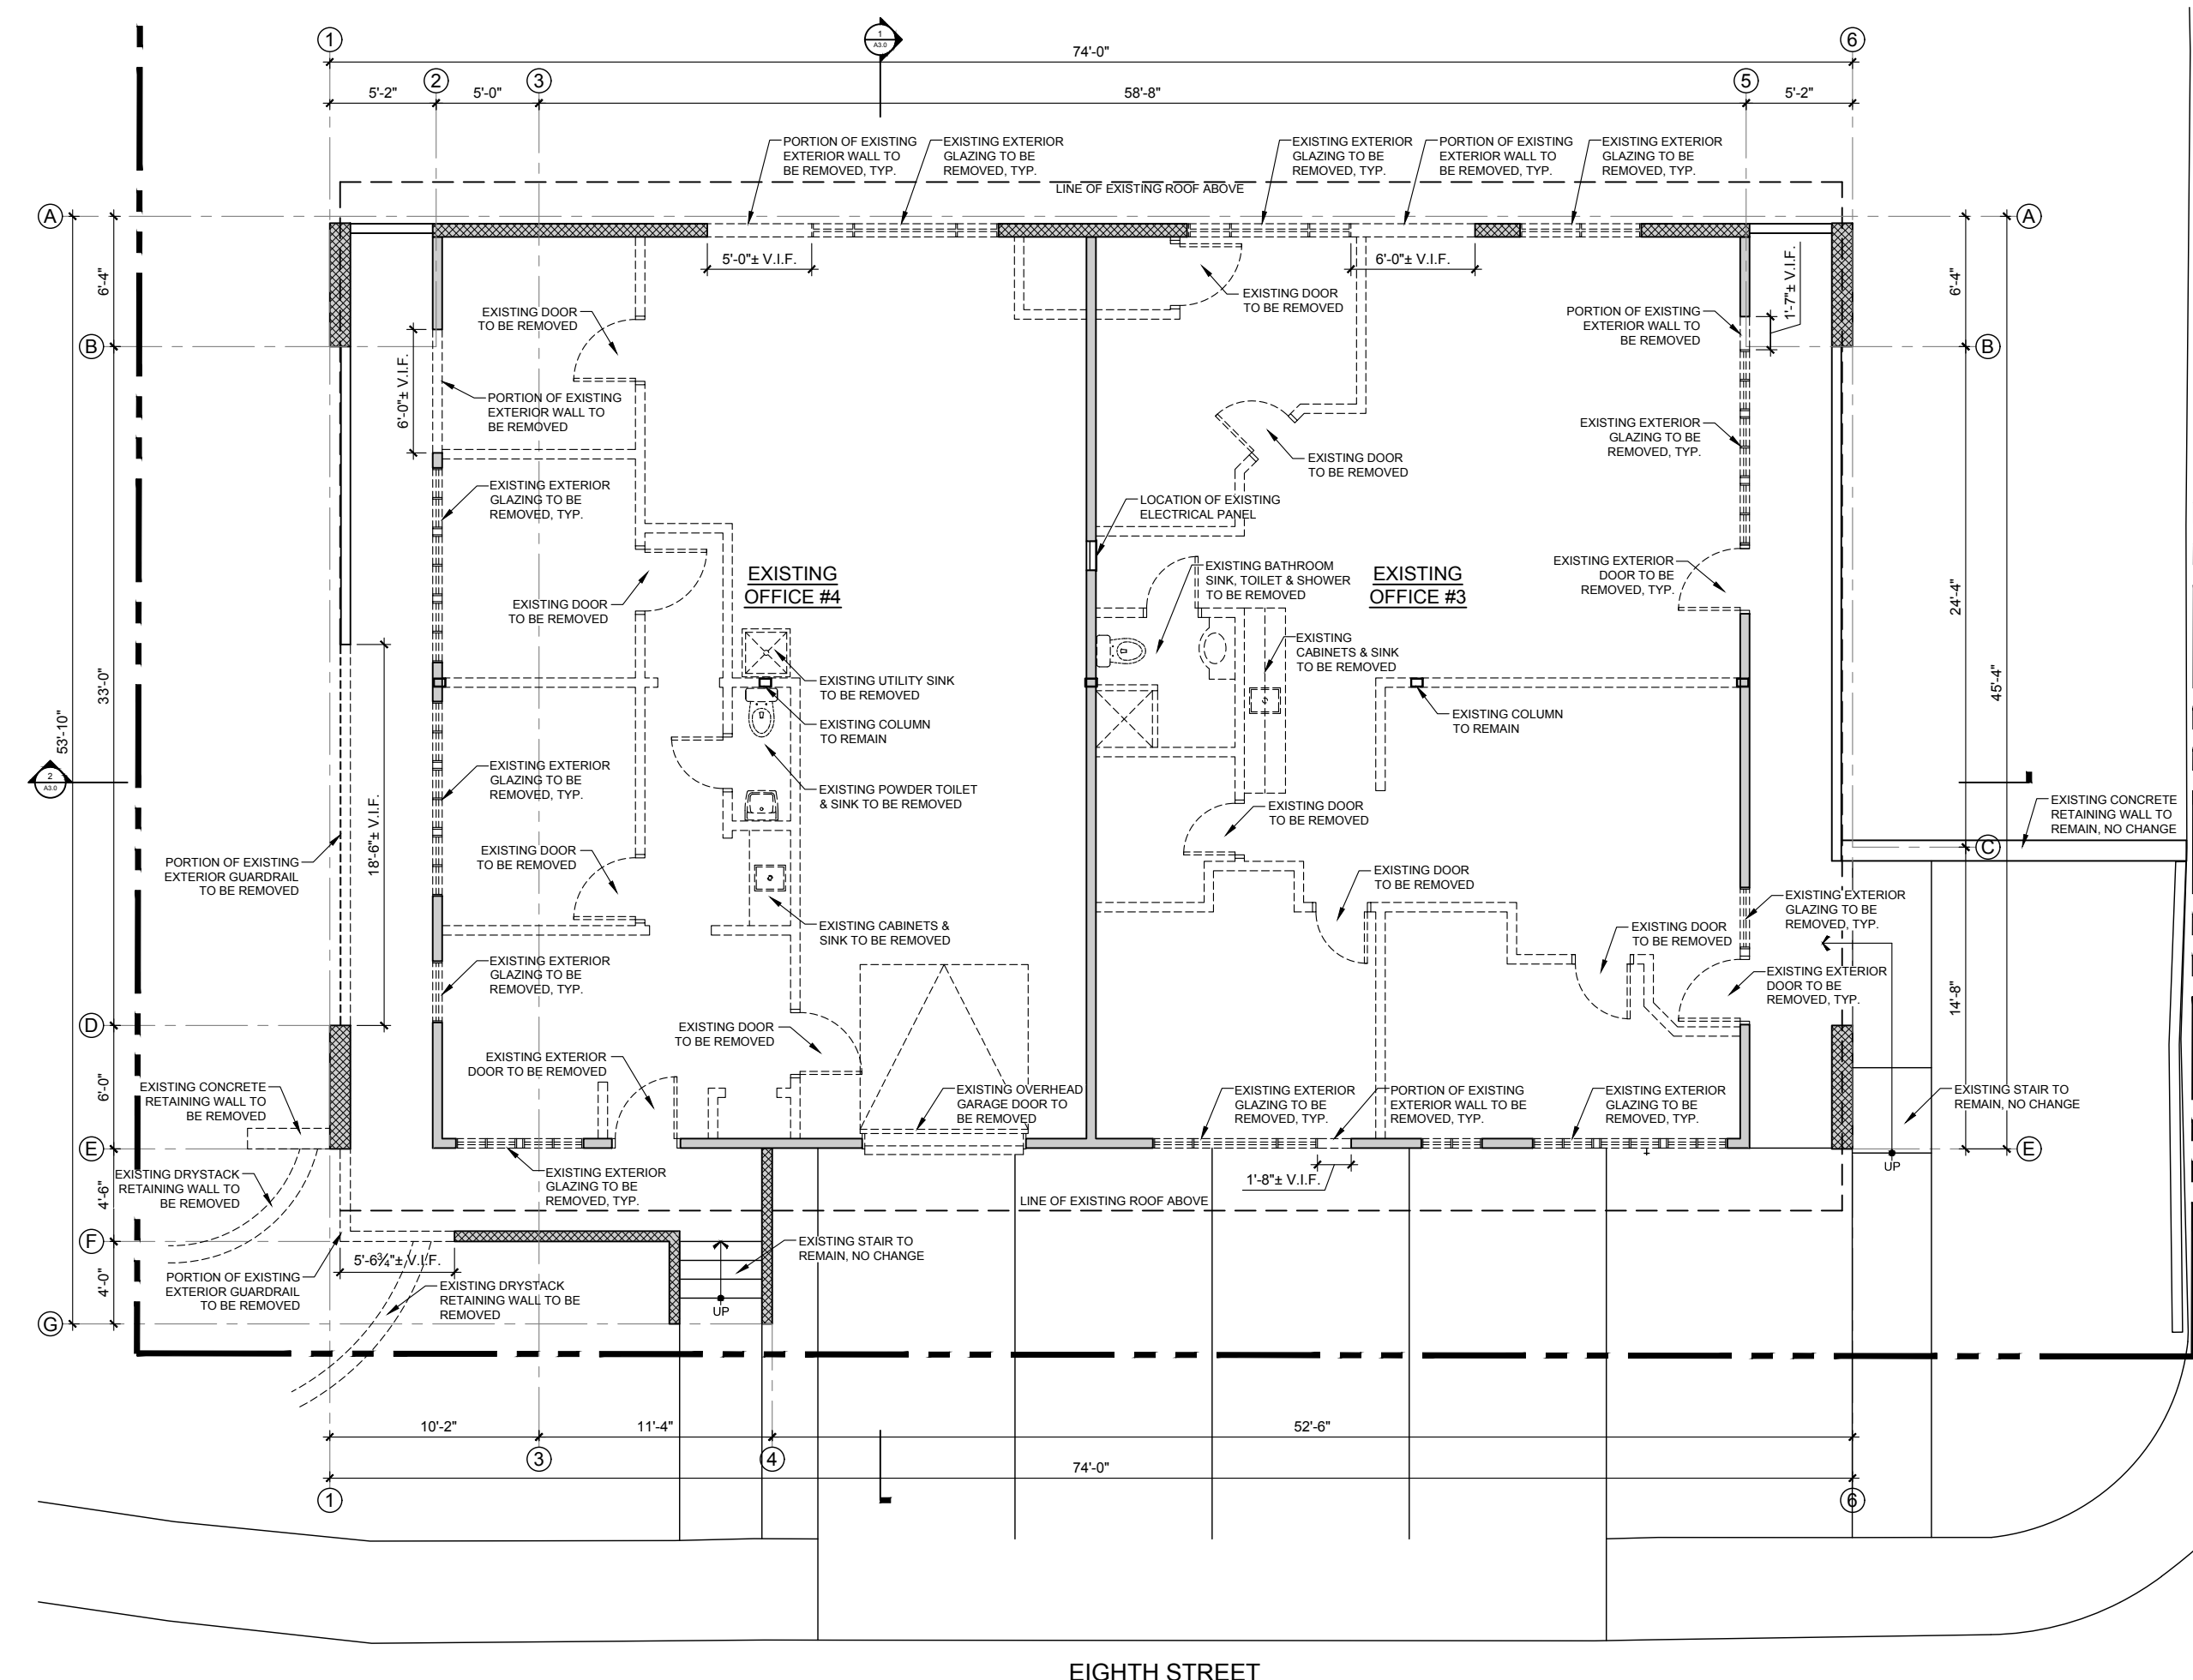 1
1
A3.0
6
74'-0"
2
3
5
5'-2"
5'-0"
58'-8"
5'-2"
PORTION OF EXISTING
EXTERIOR WALL TO
BE REMOVED, TYP.
EXISTING EXTERIOR
GLAZING TO BE
REMOVED, TYP.
EXISTING EXTERIOR
GLAZING TO BE
REMOVED, TYP.
PORTION OF EXISTING
EXTERIOR WALL TO
BE REMOVED, TYP.
EXISTING EXTERIOR
GLAZING TO BE
REMOVED, TYP.
LINE OF EXISTING ROOF ABOVE
A
A
5'-0"± V.I.F.
6'-0"± V.I.F.
1'-7"± V.I.F.
6'-4"
6'-4"
EXISTING DOOR
TO BE REMOVED
EXISTING DOOR
TO BE REMOVED
PORTION OF EXISTING
EXTERIOR WALL TO
BE REMOVED
B
B
6'-0"± V.I.F.
PORTION OF EXISTING
EXTERIOR WALL TO
BE REMOVED
EXISTING EXTERIOR
GLAZING TO BE
REMOVED, TYP.
EXISTING DOOR
TO BE REMOVED
EXISTING EXTERIOR
GLAZING TO BE
REMOVED, TYP.
LOCATION OF EXISTING
ELECTRICAL PANEL
EXISTING
OFFICE #4
EXISTING BATHROOM
SINK, TOILET & SHOWER
TO BE REMOVED
EXISTING
OFFICE #3
EXISTING EXTERIOR
DOOR TO BE
REMOVED, TYP.
EXISTING DOOR
TO BE REMOVED
24'-4"
EXISTING
CABINETS & SINK
TO BE REMOVED
33'-0"
53'-10"
45'-4"
EXISTING UTILITY SINK
TO BE REMOVED
EXISTING COLUMN
TO REMAIN
EXISTING COLUMN
TO REMAIN
2
A3.0
EXISTING EXTERIOR
GLAZING TO BE
REMOVED, TYP.
EXISTING POWDER TOILET
& SINK TO BE REMOVED
EXISTING DOOR
TO BE REMOVED
EXISTING CONCRETE
RETAINING WALL TO
REMAIN, NO CHANGE
18'-6"± V.I.F.
PORTION OF EXISTING
EXTERIOR GUARDRAIL
TO BE REMOVED
EXISTING DOOR
TO BE REMOVED
C
EXISTING DOOR
TO BE REMOVED
EXISTING EXTERIOR
GLAZING TO BE
REMOVED, TYP.
EXISTING CABINETS &
SINK TO BE REMOVED
EXISTING DOOR
TO BE REMOVED
EXISTING EXTERIOR
GLAZING TO BE
REMOVED, TYP.
EXISTING EXTERIOR
DOOR TO BE
REMOVED, TYP.
14'-8"
D
EXISTING DOOR
TO BE REMOVED
EXISTING EXTERIOR
DOOR TO BE REMOVED
6'-0"
EXISTING CONCRETE
RETAINING WALL TO
BE REMOVED
EXISTING OVERHEAD
GARAGE DOOR TO
BE REMOVED
EXISTING EXTERIOR
GLAZING TO BE
REMOVED, TYP.
PORTION OF EXISTING
EXTERIOR WALL TO BE
REMOVED, TYP.
EXISTING EXTERIOR
GLAZING TO BE
REMOVED, TYP.
EXISTING STAIR TO
REMAIN, NO CHANGE
E
E
UP
EXISTING DRYSTACK
RETAINING WALL TO
BE REMOVED
EXISTING EXTERIOR
GLAZING TO BE
REMOVED, TYP.
1'-8"± V.I.F.
LINE OF EXISTING ROOF ABOVE
4'-6"
F
5'-6¾"± V.I.F.
EXISTING STAIR TO
REMAIN, NO CHANGE
4'-0"
PORTION OF EXISTING
EXTERIOR GUARDRAIL
TO BE REMOVED
EXISTING DRYSTACK
RETAINING WALL TO BE
REMOVED
UP
G
10'-2"
11'-4"
52'-6"
3
4
74'-0"
1
6
EIGHTH STREET